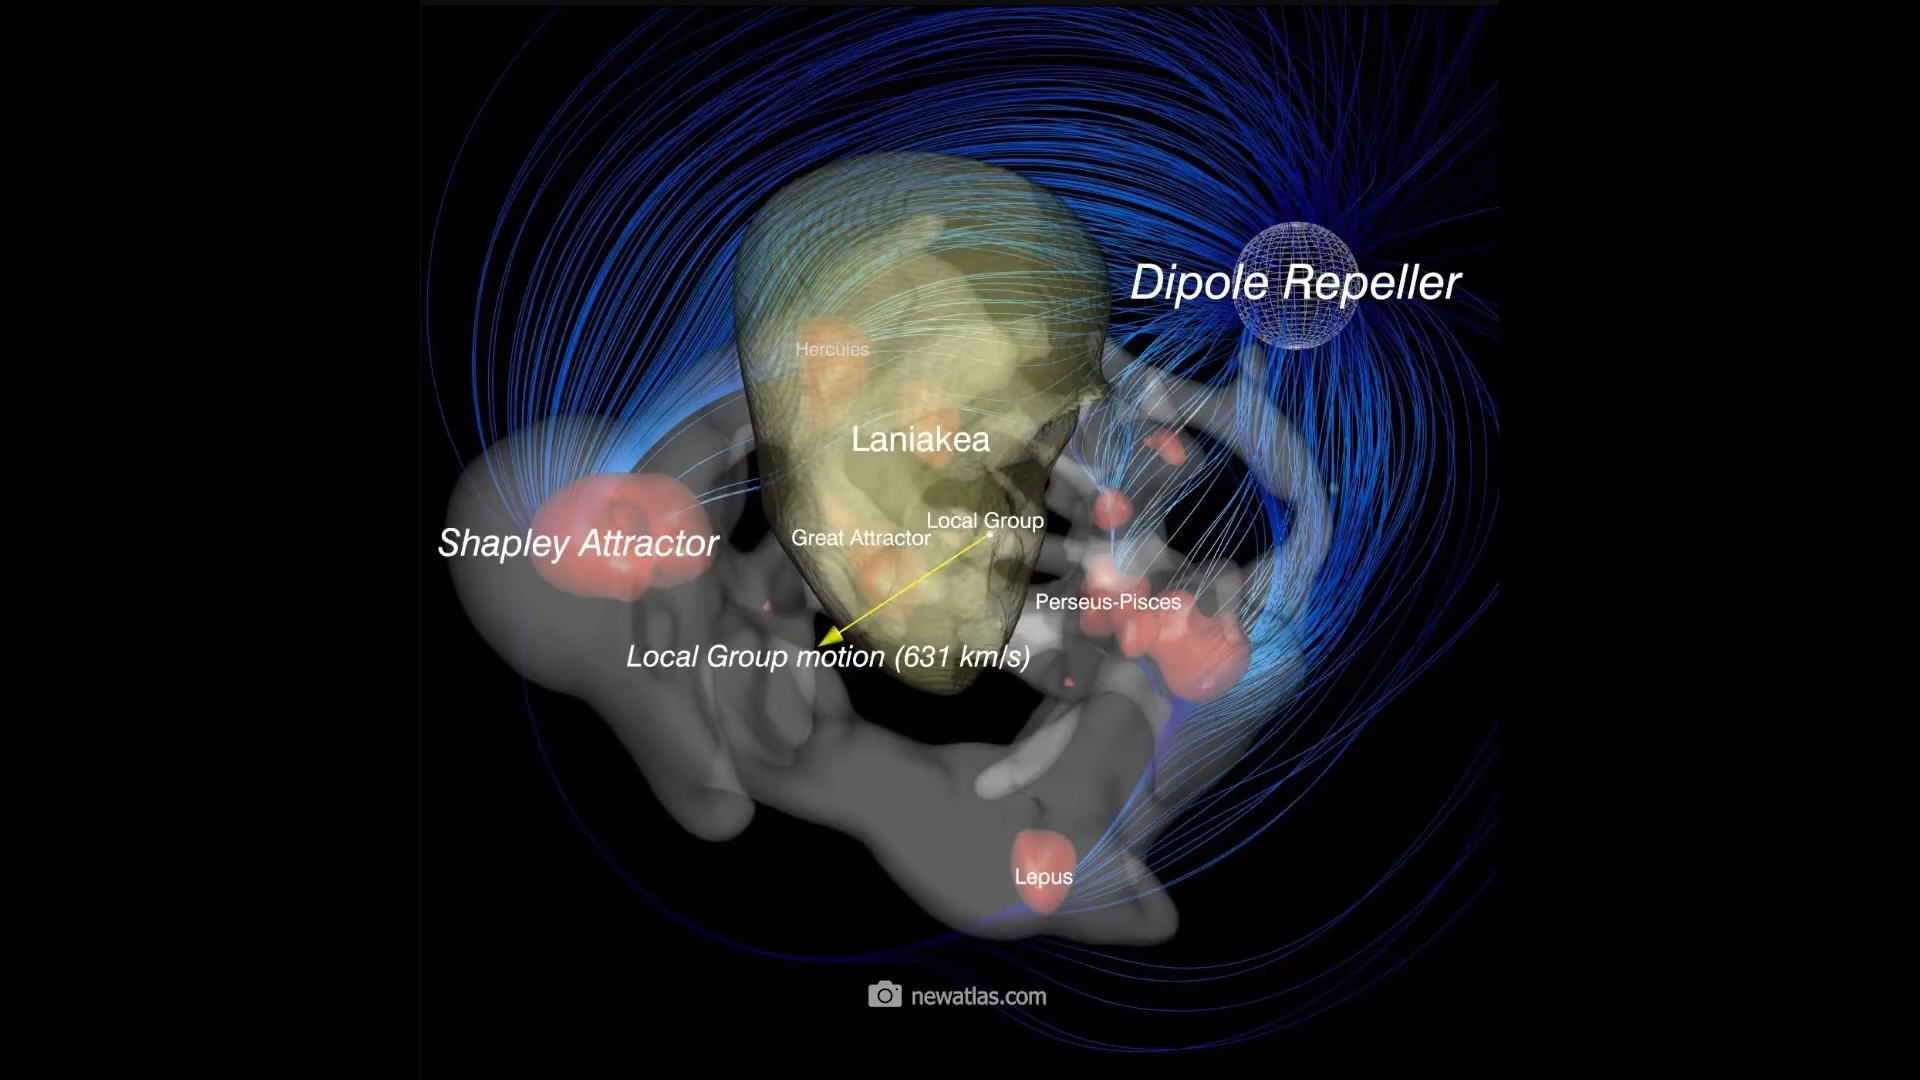 Dipole Repeller
Hercules
Laniakea
Local Group
Great Attractor
Shapley Attractor
Perseus-Pisces
Local Group motion (631 km/s)
Lepus
newatlas.com